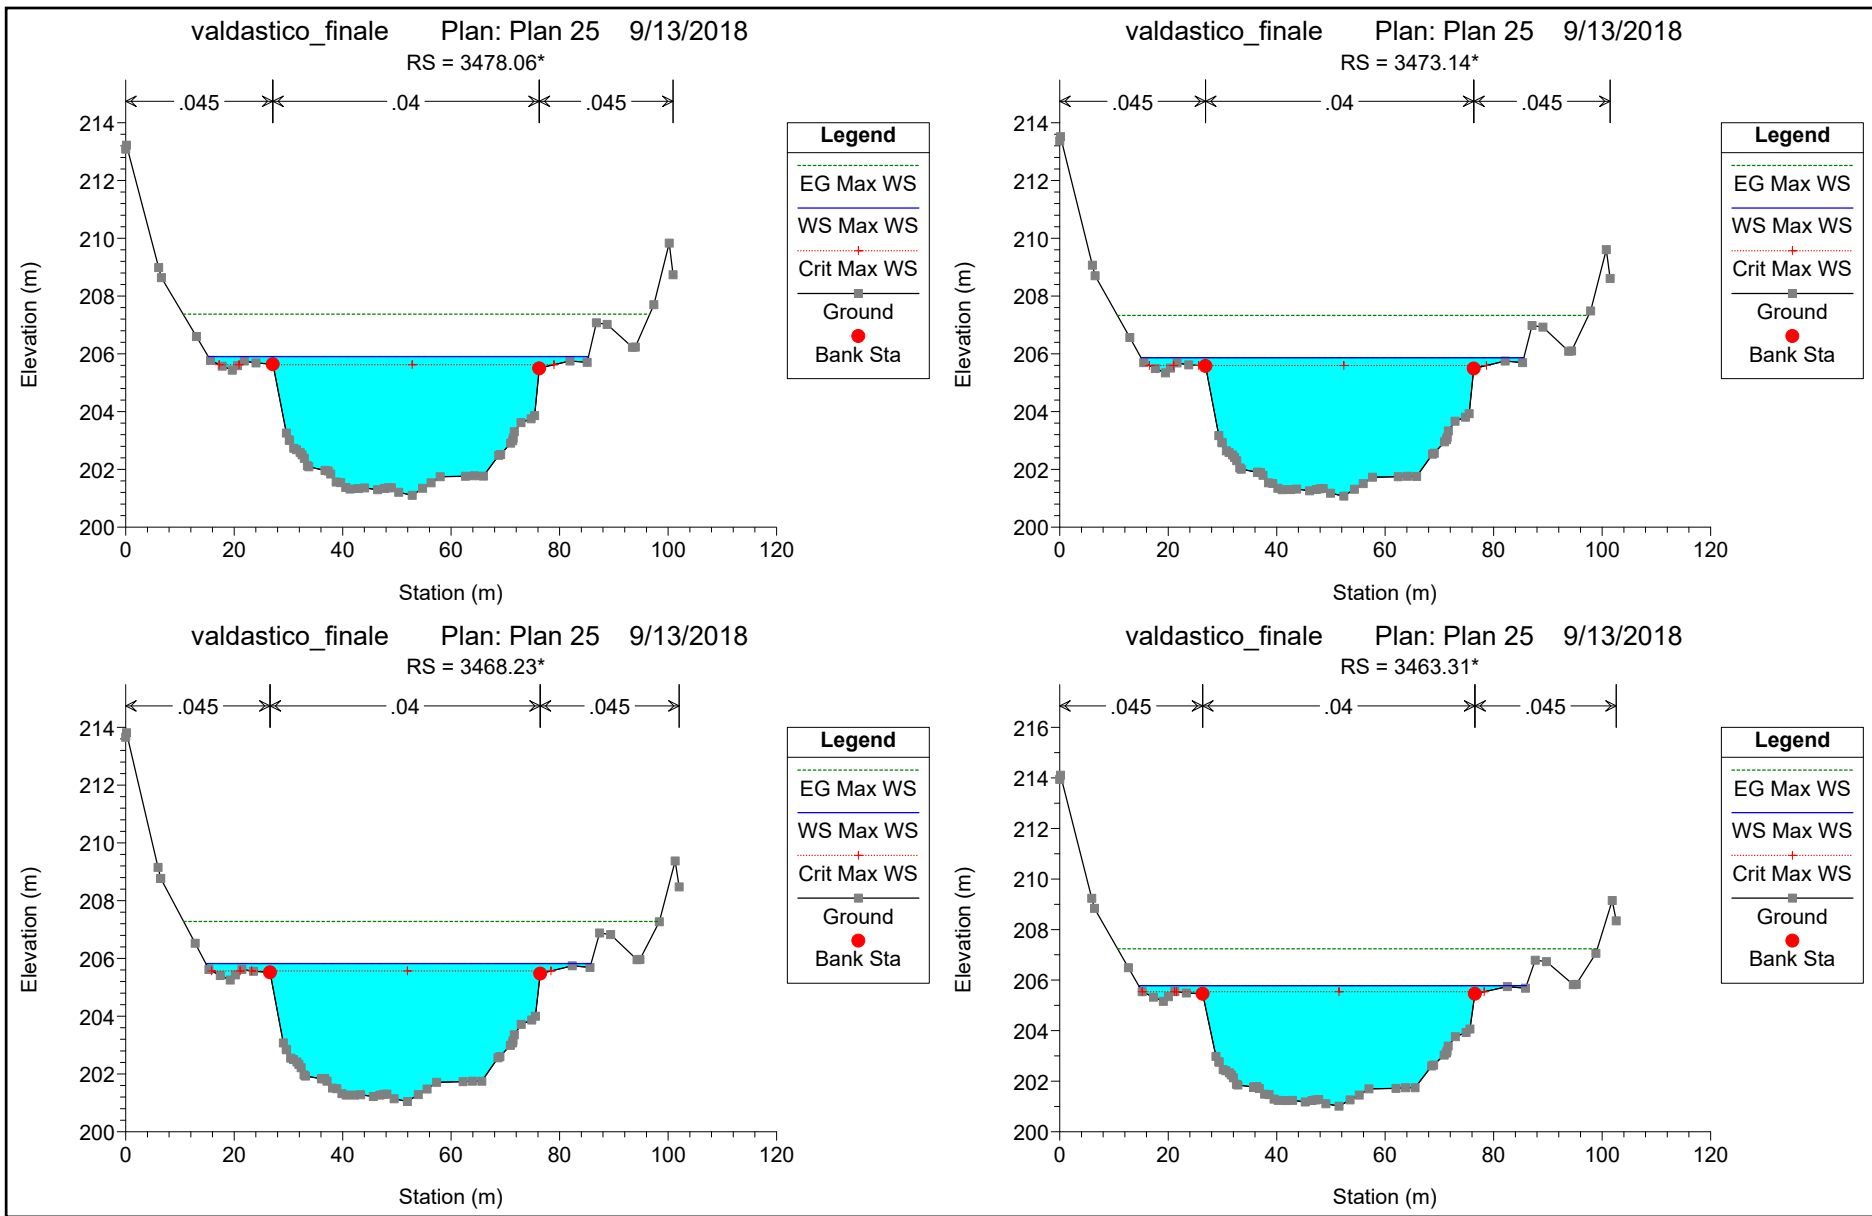 valdastico_finale Plan: Plan 25 9/13/2018
RS = 3478.06*
.045 .04 .045
214
212
210
208
206
204
202
200
0 20 40 60 80 100 120
Elevation (m)
Station (m)
Legend
EG Max WS
WS Max WS
Crit Max WS
Ground
Bank Sta
valdastico_finale Plan: Plan 25 9/13/2018
RS = 3473.14*
.045 .04 .045
214
212
210
208
206
204
202
200
0 20 40 60 80 100 120
Elevation (m)
Station (m)
Legend
EG Max WS
WS Max WS
Crit Max WS
Ground
Bank Sta
valdastico_finale Plan: Plan 25 9/13/2018
RS = 3468.23*
.045 .04 .045
214
212
210
208
206
204
202
200
0 20 40 60 80 100 120
Elevation (m)
Station (m)
Legend
EG Max WS
WS Max WS
Crit Max WS
Ground
Bank Sta
valdastico_finale Plan: Plan 25 9/13/2018
RS = 3463.31*
.045 .04 .045
216
214
212
210
208
206
204
202
200
0 20 40 60 80 100 120
Elevation (m)
Station (m)
Legend
EG Max WS
WS Max WS
Crit Max WS
Ground
Bank Sta